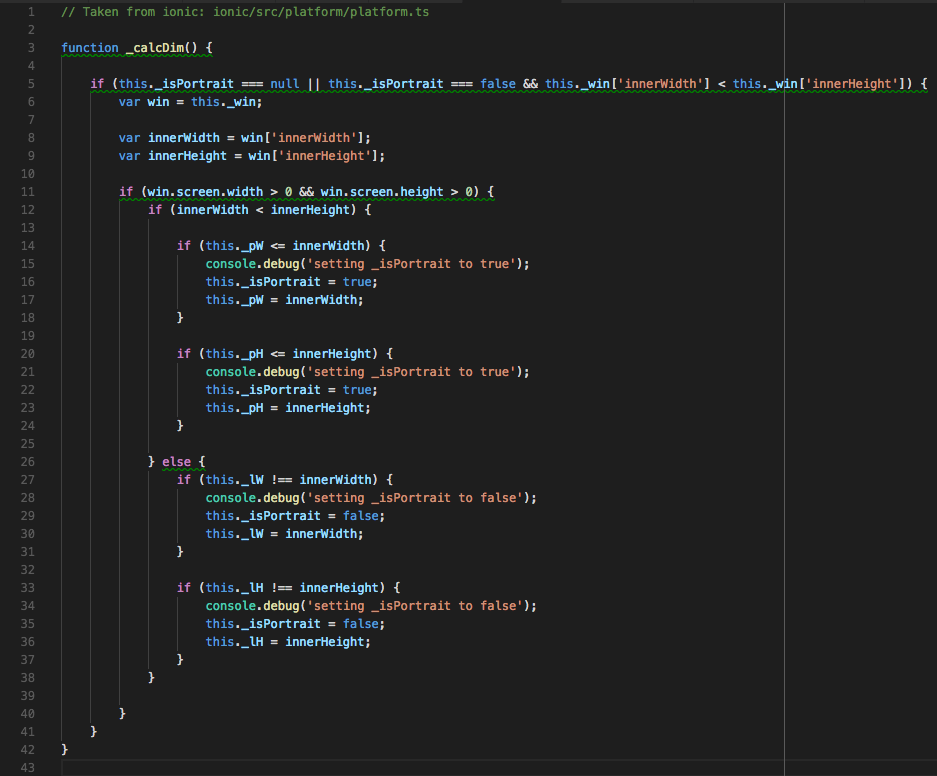 1 // Taken from ionic: ionic/src/platform/platform.ts
2
3 function _calcDim() {
4
5     if (this._isPortrait === null || this._isPortrait === false && this._win['innerWidth'] < this._win['innerHeight']) {
6         var win = this._win;
7
8         var innerWidth = win['innerWidth'];
9         var innerHeight = win['innerHeight'];
10
11         if (win.screen.width > 0 && win.screen.height > 0) {
12             if (innerWidth < innerHeight) {
13
14                 if (this._pW <= innerWidth) {
15                     console.debug('setting _isPortrait to true');
16                     this._isPortrait = true;
17                     this._pW = innerWidth;
18                 }
19
20                 if (this._pH <= innerHeight) {
21                     console.debug('setting _isPortrait to true');
22                     this._isPortrait = true;
23                     this._pH = innerHeight;
24                 }
25
26             } else {
27                 if (this._lW !== innerWidth) {
28                     console.debug('setting _isPortrait to false');
29                     this._isPortrait = false;
30                     this._lW = innerWidth;
31                 }
32
33                 if (this._lH !== innerHeight) {
34                     console.debug('setting _isPortrait to false');
35                     this._isPortrait = false;
36                     this._lH = innerHeight;
37                 }
38             }
39
40         }
41     }
42 }
43